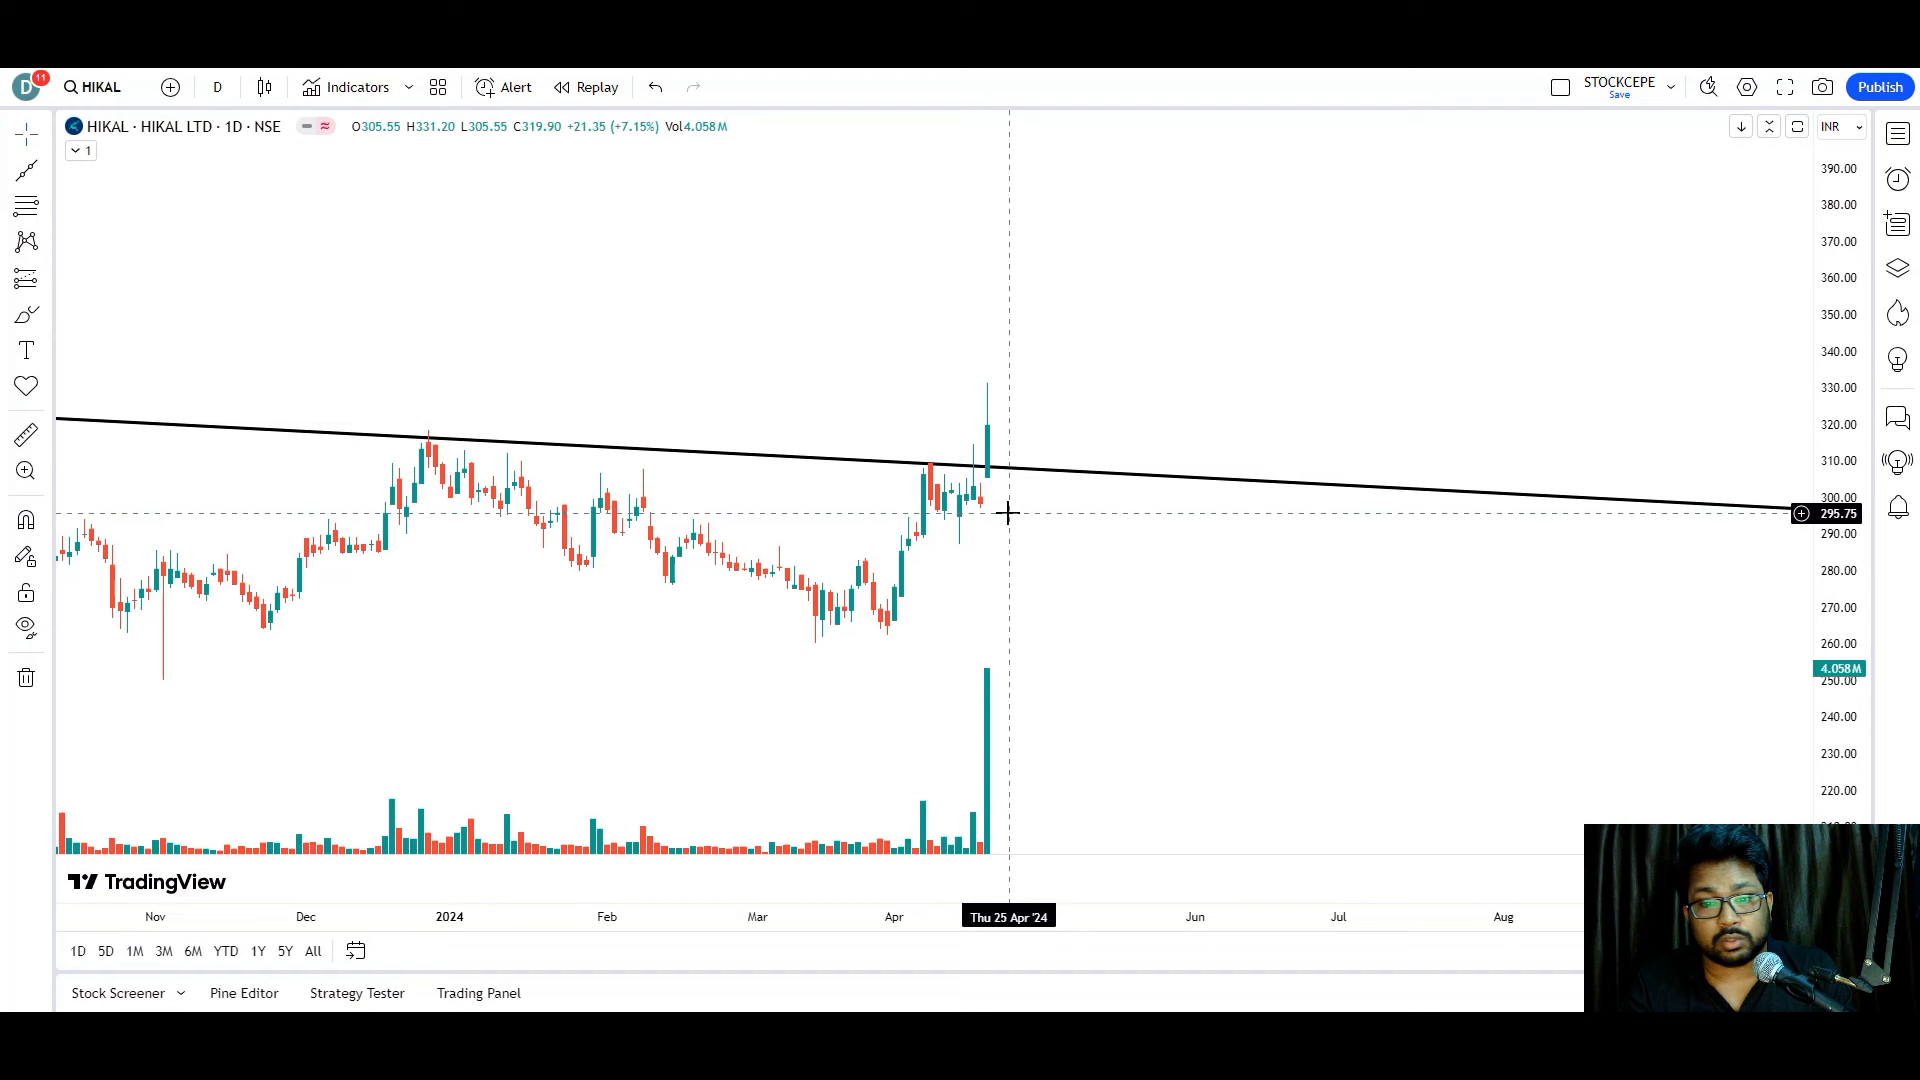 D 11 HIKAL D Indicators Alert Replay STOCKCEPE Save Publish
HIKAL · HIKAL LTD · 1D · NSE O305.55 H331.20 L305.55 C319.90 +21.35 (+7.15%) Vol4.058M INR
1
390.00
380.00
370.00
360.00
350.00
340.00
330.00
320.00
310.00
300.00
295.75
290.00
280.00
270.00
260.00
4.058M
250.00
240.00
230.00
220.00
TradingView
Nov Dec 2024 Feb Mar Apr Thu 25 Apr '24 Jun Jul Aug
1D 5D 1M 3M 6M YTD 1Y 5Y All
Stock Screener Pine Editor Strategy Tester Trading Panel